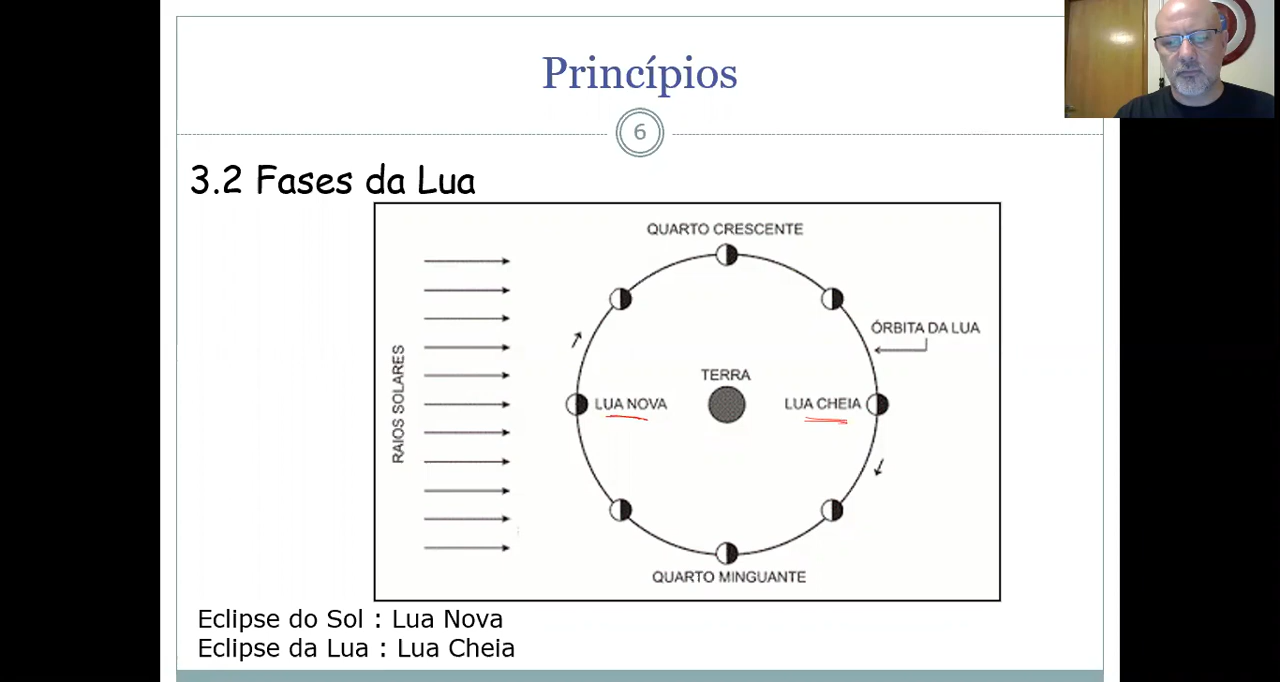 Princípios
6
3.2 Fases da Lua
QUARTO CRESCENTE
ÓRBITA DA LUA
RAIOS SOLARES
TERRA
LUA NOVA
LUA CHEIA
QUARTO MINGUANTE
Eclipse do Sol : Lua Nova
Eclipse da Lua : Lua Cheia